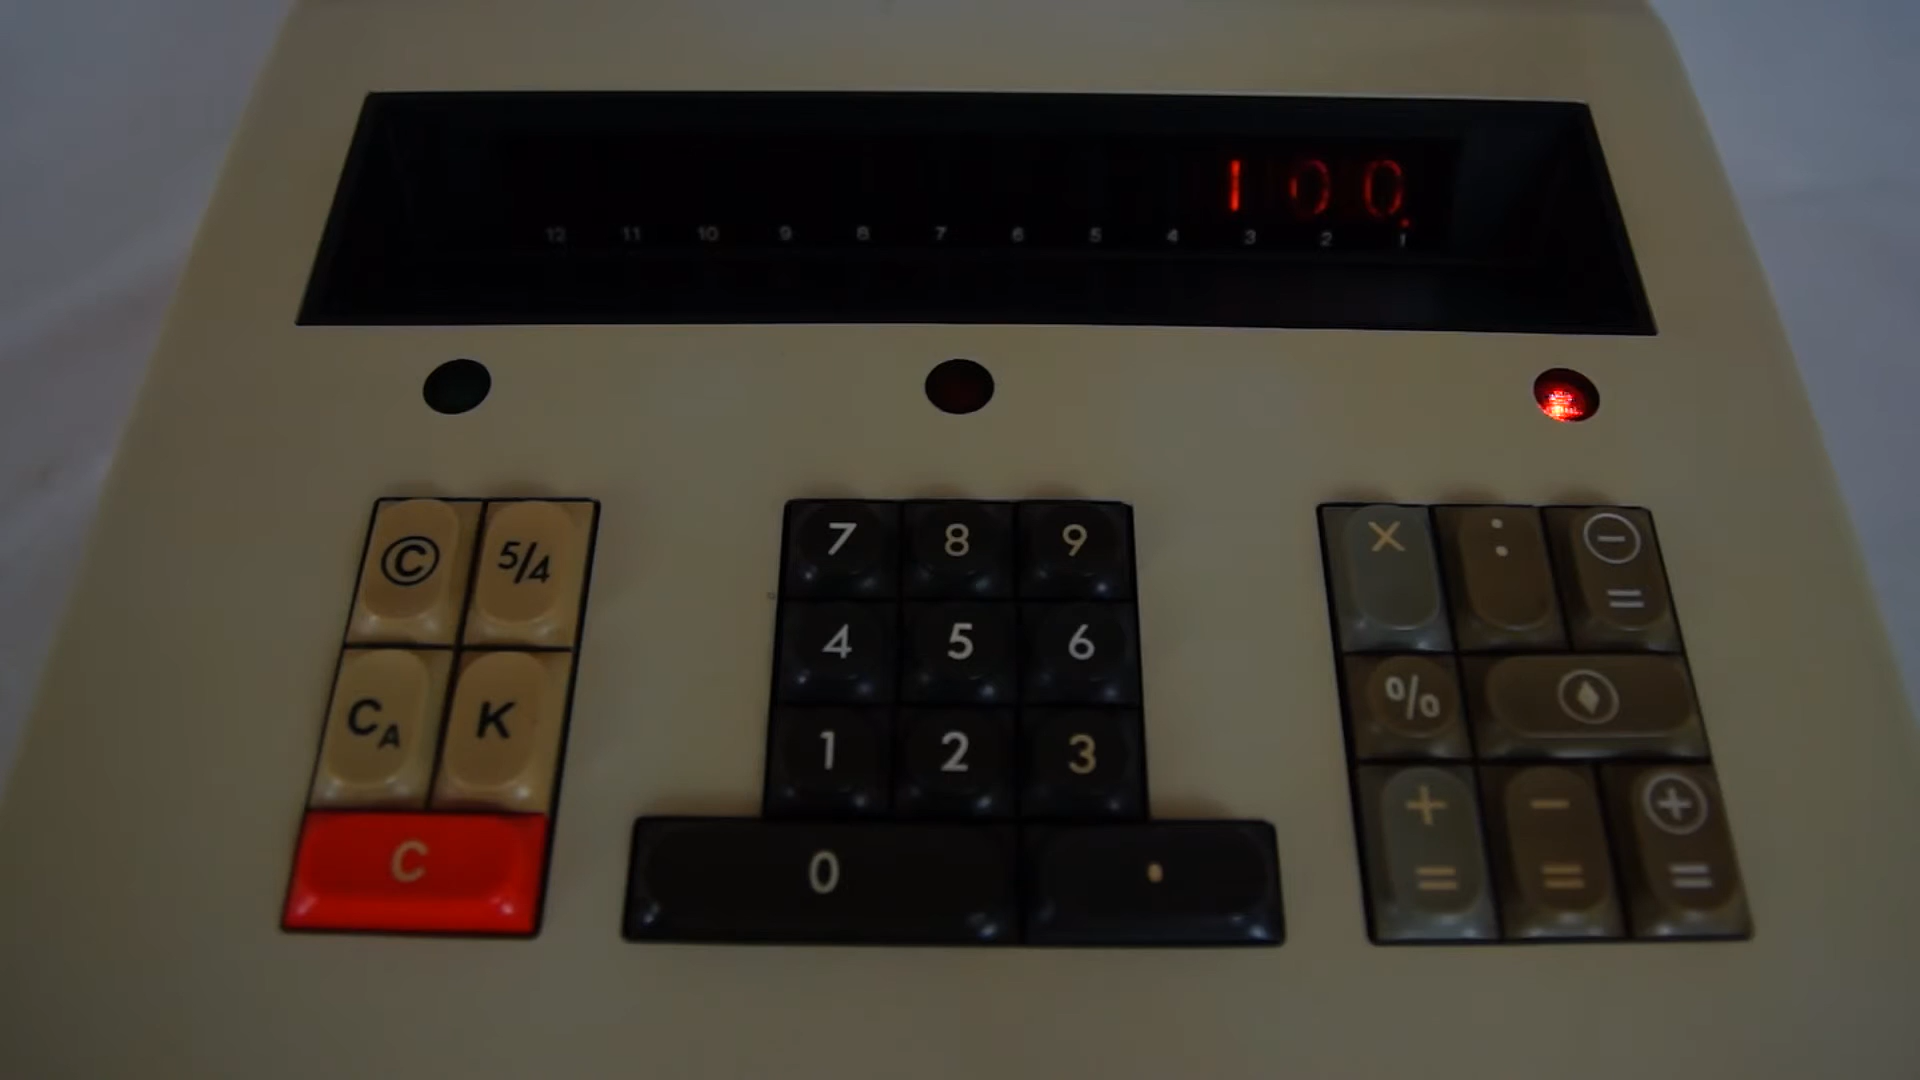 100.
12 11 10 9 8 7 6 5 4 3 2 1
© 5/4
CA K
C
7 8 9
4 5 6
1 2 3
0 .
× : ⊖ =
% ♦
+ = − = ⊕ =